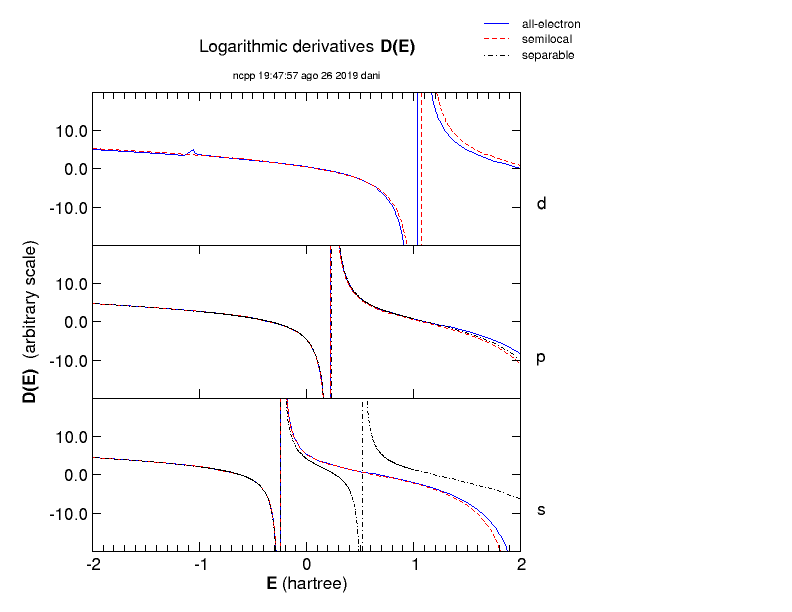 all-electron
semilocal
separable
Logarithmic derivatives D(E)
ncpp 19:47:57 ago 26 2019 dani
10.0
0.0
-10.0
d
10.0
0.0
-10.0
p
D(E) (arbitrary scale)
10.0
0.0
-10.0
s
-2 -1 0 1 2
E (hartree)